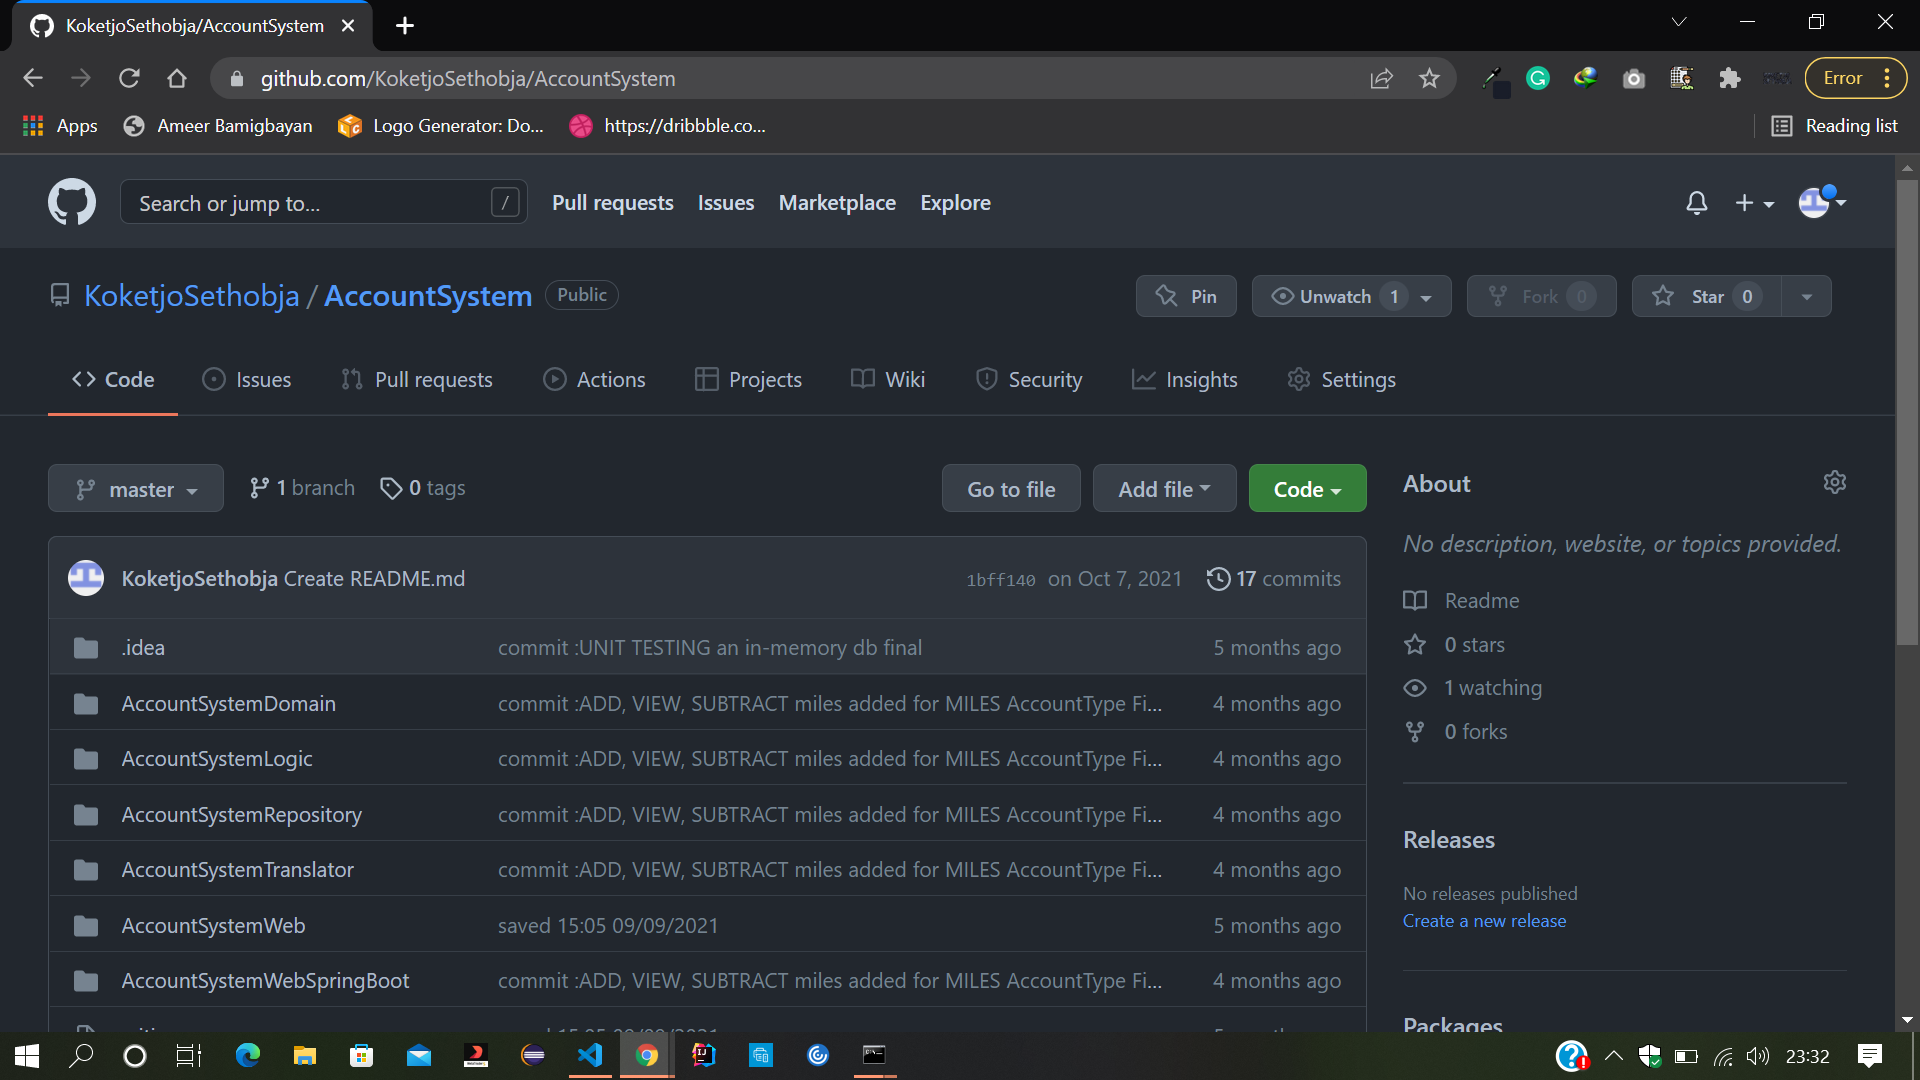 KoketjoSethobja/AccountSystem
github.com/KoketjoSethobja/AccountSystem
Error
Apps Ameer Bamigbayan Logo Generator: Do... https://dribbble.co... Reading list
Search or jump to... / Pull requests Issues Marketplace Explore
KoketjoSethobja / AccountSystem Public Pin Unwatch 1 Fork 0 Star 0
Code Issues Pull requests Actions Projects Wiki Security Insights Settings
master 1 branch 0 tags Go to file Add file Code
KoketjoSethobja Create README.md 1bff140 on Oct 7, 2021 17 commits
.idea commit :UNIT TESTING an in-memory db final 5 months ago
AccountSystemDomain commit :ADD, VIEW, SUBTRACT miles added for MILES AccountType Fi... 4 months ago
AccountSystemLogic commit :ADD, VIEW, SUBTRACT miles added for MILES AccountType Fi... 4 months ago
AccountSystemRepository commit :ADD, VIEW, SUBTRACT miles added for MILES AccountType Fi... 4 months ago
AccountSystemTranslator commit :ADD, VIEW, SUBTRACT miles added for MILES AccountType Fi... 4 months ago
AccountSystemWeb saved 15:05 09/09/2021 5 months ago
AccountSystemWebSpringBoot commit :ADD, VIEW, SUBTRACT miles added for MILES AccountType Fi... 4 months ago
About
No description, website, or topics provided.
Readme
0 stars
1 watching
0 forks
Releases
No releases published
Create a new release
Packages
23:32